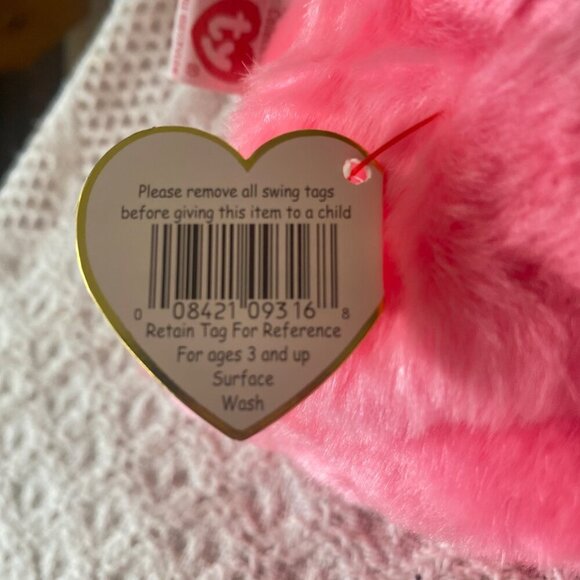 ty
Please remove all swing tags
before giving this item to a child
0 08421 09316 8
Retain Tag For Reference
For ages 3 and up
Surface
Wash